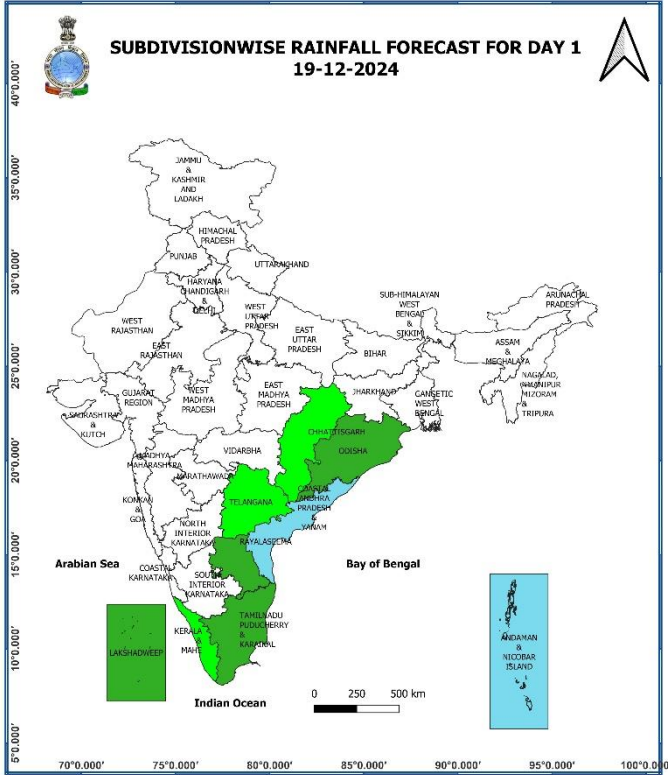 SUBDIVISIONWISE RAINFALL FORECAST FOR DAY 1
19-12-2024
40°0.000'
35°0.000'
30°0.000'
25°0.000'
20°0.000'
15°0.000'
10°0.000'
5°0.000'
JAMMU
&
KASHMIR
AND
LADAKH
HIMACHAL
PRADESH
PUNJAB
UTTARAKHAND
HARYANA
CHANDIGARH
&
DELHI
WEST
UTTAR
PRADESH
SUB-HIMALAYAN
WEST
BENGAL
&
SIKKIM
ARUNACHAL
PRADESH
WEST
RAJASTHAN
EAST
RAJASTHAN
EAST
UTTAR
PRADESH
BIHAR
ASSAM
&
MEGHALAYA
NAGALAD,
MANIPUR
MIZORAM
&
TRIPURA
GUJARAT
REGION
WEST
MADHYA
PRADESH
EAST
MADHYA
PRADESH
JHARKHAND
GANGETIC
WEST
BENGAL
SAURASHTRA
&
KUTCH
CHHATTISGARH
ODISHA
VIDARBHA
MADHYA
MAHARASHTRA
MARATHAWADA
KONKAN
&
GOA
TELANGANA
COASTAL
ANDHRA
PRADESH
&
YANAM
NORTH
INTERIOR
KARNATAKA
RAYALASEEMA
Arabian Sea
Bay of Bengal
COASTAL
KARNATAKA
SOUTH
INTERIOR
KARNATAKA
KERALA
&
MAHE
TAMILNADU
PUDUCHERRY
&
KARAIKAL
LAKSHADWEEP
ANDAMAN
&
NICOBAR
ISLAND
Indian Ocean
0 250 500 km
70°0.000' 75°0.000' 80°0.000' 85°0.000' 90°0.000' 95°0.000' 100°0.000'